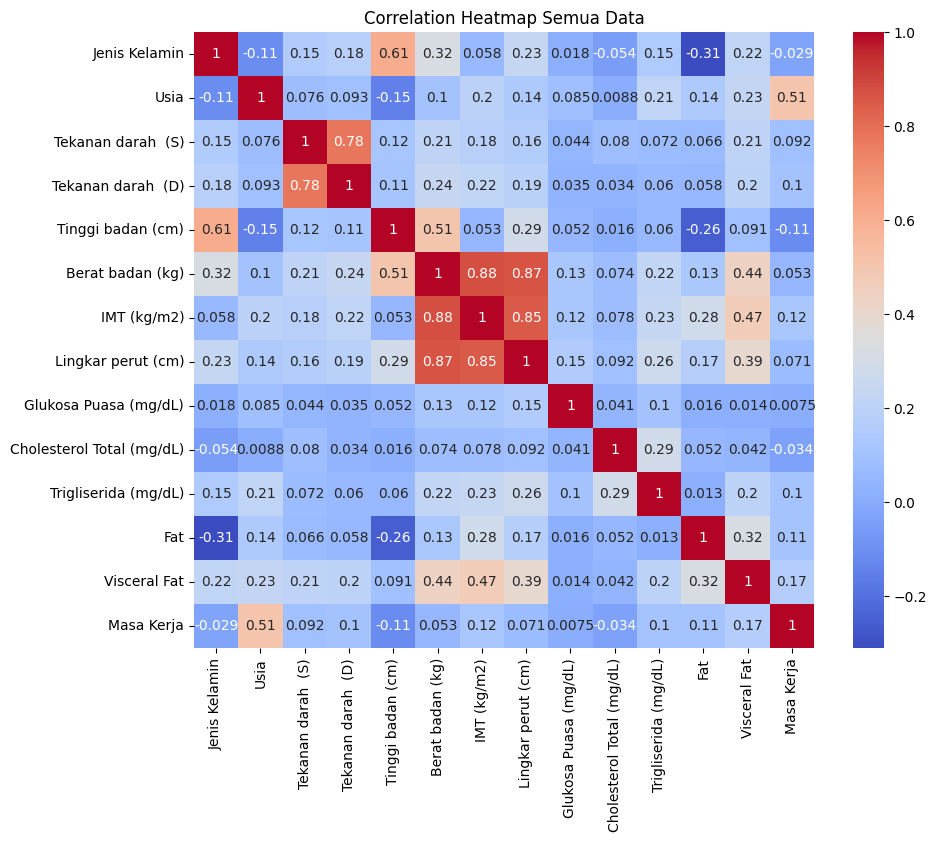 Correlation Heatmap Semua Data
Jenis Kelamin 1 -0.11 0.15 0.18 0.61 0.32 0.058 0.23 0.018 -0.054 0.15 -0.31 0.22 -0.029
Usia -0.11 1 0.076 0.093 -0.15 0.1 0.2 0.14 0.085 0.0088 0.21 0.14 0.23 0.51
Tekanan darah  (S) 0.15 0.076 1 0.78 0.12 0.21 0.18 0.16 0.044 0.08 0.072 0.066 0.21 0.092
Tekanan darah  (D) 0.18 0.093 0.78 1 0.11 0.24 0.22 0.19 0.035 0.034 0.06 0.058 0.2 0.1
Tinggi badan (cm) 0.61 -0.15 0.12 0.11 1 0.51 0.053 0.29 0.052 0.016 0.06 -0.26 0.091 -0.11
Berat badan (kg) 0.32 0.1 0.21 0.24 0.51 1 0.88 0.87 0.13 0.074 0.22 0.13 0.44 0.053
IMT (kg/m2) 0.058 0.2 0.18 0.22 0.053 0.88 1 0.85 0.12 0.078 0.23 0.28 0.47 0.12
Lingkar perut (cm) 0.23 0.14 0.16 0.19 0.29 0.87 0.85 1 0.15 0.092 0.26 0.17 0.39 0.071
Glukosa Puasa (mg/dL) 0.018 0.085 0.044 0.035 0.052 0.13 0.12 0.15 1 0.041 0.1 0.016 0.014 0.0075
Cholesterol Total (mg/dL) -0.054 0.0088 0.08 0.034 0.016 0.074 0.078 0.092 0.041 1 0.29 0.052 0.042 -0.034
Trigliserida (mg/dL) 0.15 0.21 0.072 0.06 0.06 0.22 0.23 0.26 0.1 0.29 1 0.013 0.2 0.1
Fat -0.31 0.14 0.066 0.058 -0.26 0.13 0.28 0.17 0.016 0.052 0.013 1 0.32 0.11
Visceral Fat 0.22 0.23 0.21 0.2 0.091 0.44 0.47 0.39 0.014 0.042 0.2 0.32 1 0.17
Masa Kerja -0.029 0.51 0.092 0.1 -0.11 0.053 0.12 0.071 0.0075 -0.034 0.1 0.11 0.17 1
Jenis Kelamin
Usia
Tekanan darah  (S)
Tekanan darah  (D)
Tinggi badan (cm)
Berat badan (kg)
IMT (kg/m2)
Lingkar perut (cm)
Glukosa Puasa (mg/dL)
Cholesterol Total (mg/dL)
Trigliserida (mg/dL)
Fat
Visceral Fat
Masa Kerja
1.0
0.8
0.6
0.4
0.2
0.0
−0.2